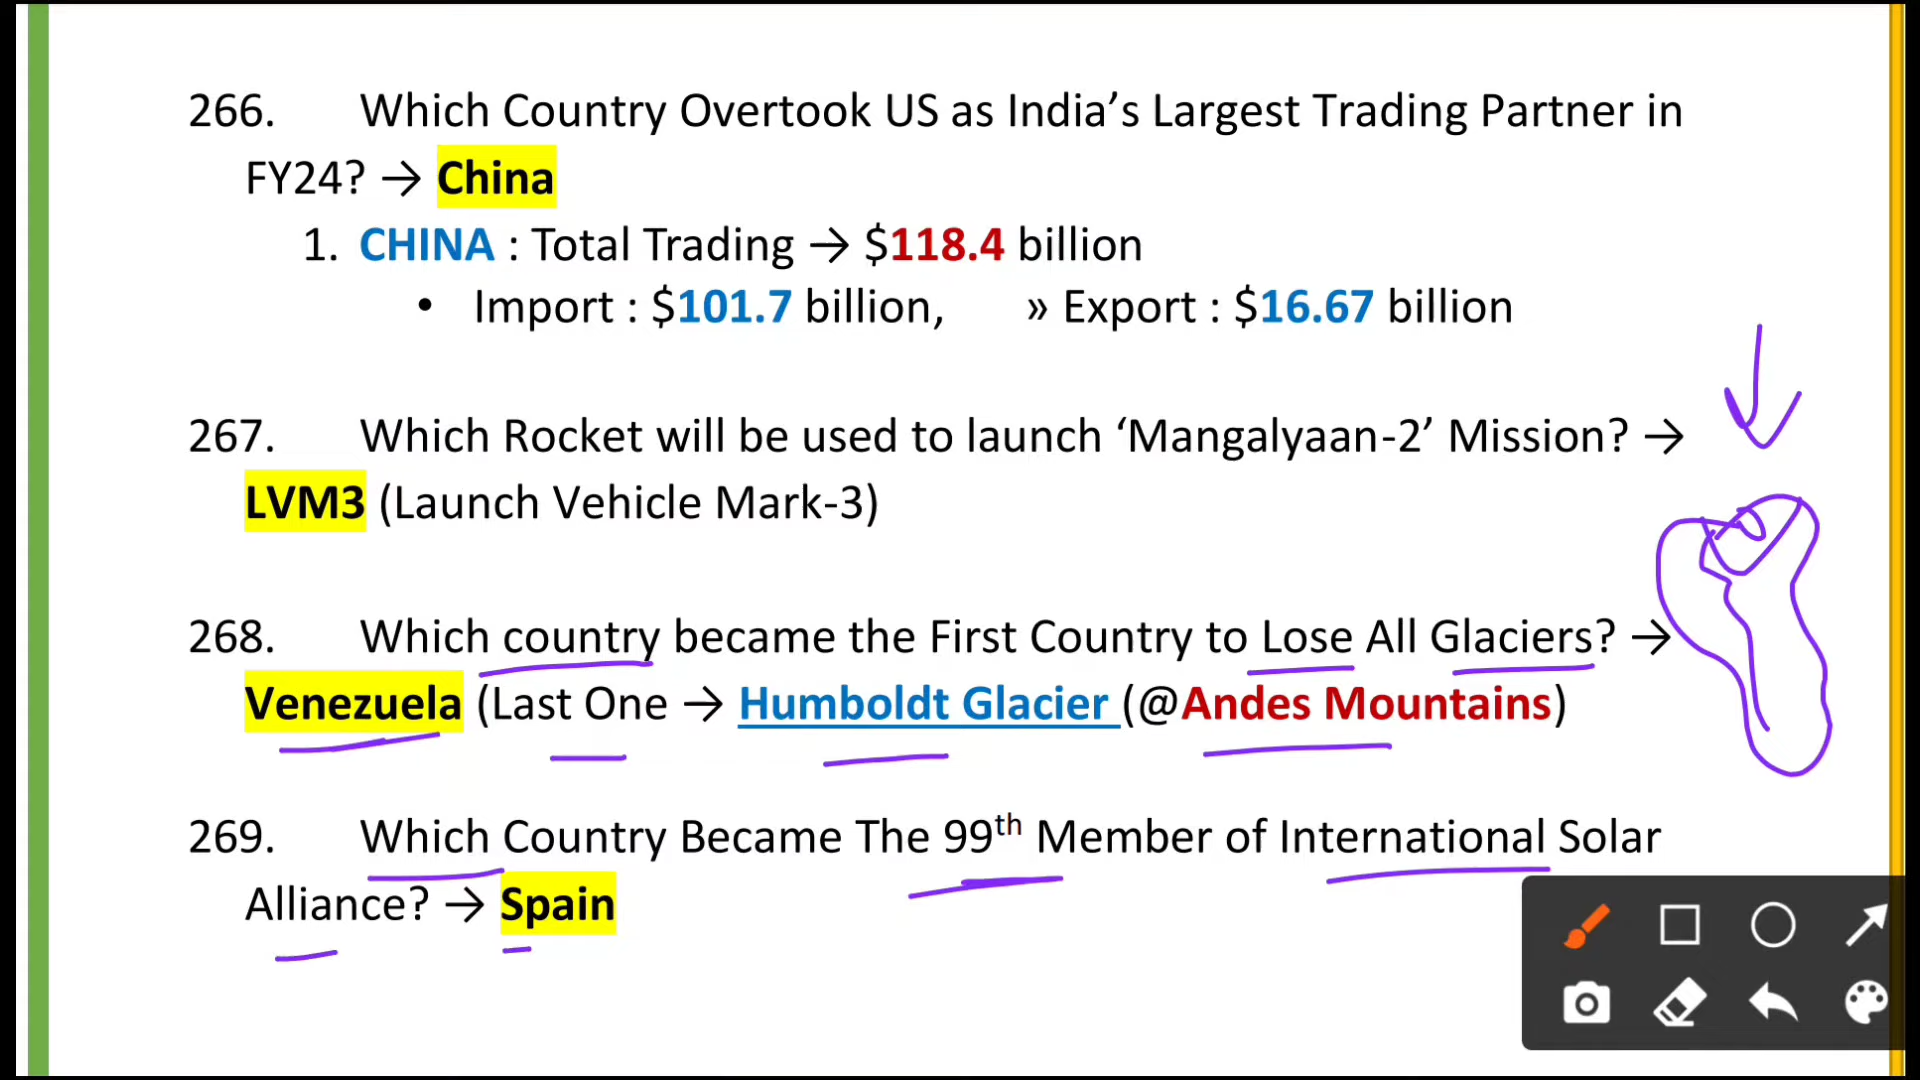 266. Which Country Overtook US as India’s Largest Trading Partner in
FY24? → China
1. CHINA : Total Trading → $118.4 billion
• Import : $101.7 billion, » Export : $16.67 billion
267. Which Rocket will be used to launch ‘Mangalyaan-2’ Mission? →
LVM3 (Launch Vehicle Mark-3)
268. Which country became the First Country to Lose All Glaciers? →
Venezuela (Last One → Humboldt Glacier (@Andes Mountains)
269. Which Country Became The 99th Member of International Solar
Alliance? → Spain